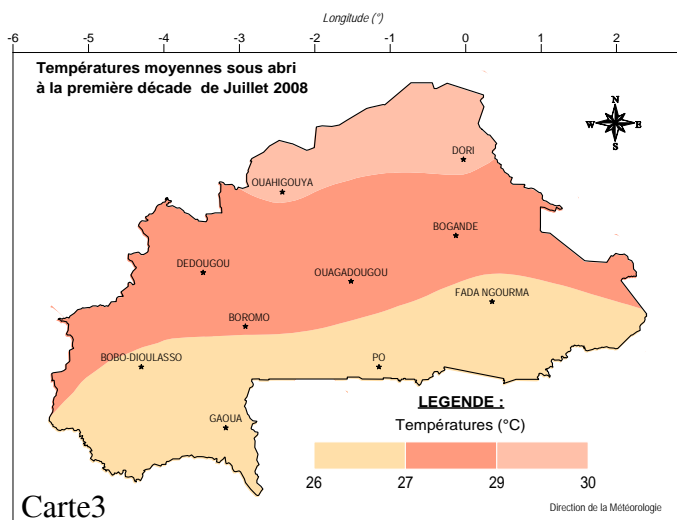 Longitude (°)
-6 -5 -4 -3 -2 -1 0 1 2
Températures moyennes sous abri
à la première décade de Juillet 2008
N
W E
S
DORI
OUAHIGOUYA
BOGANDE
DEDOUGOU
OUAGADOUGOU
FADA NGOURMA
BOROMO
BOBO-DIOULASSO
PO
GAOUA
LEGENDE :
Températures (°C)
26 27 29 30
Carte3
Direction de la Météorologie